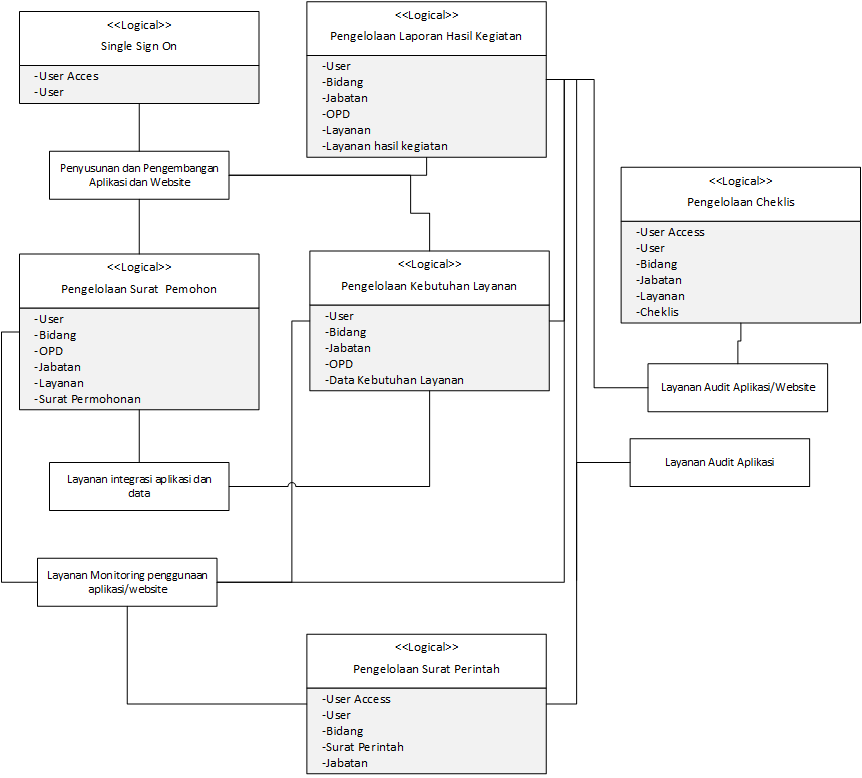 <<Logical>>
Single Sign On
-User Acces
-User
<<Logical>>
Pengelolaan Laporan Hasil Kegiatan
-User
-Bidang
-Jabatan
-OPD
-Layanan
-Layanan hasil kegiatan
Penyusunan dan Pengembangan
Aplikasi dan Website
<<Logical>>
Pengelolaan Cheklis
-User Access
-User
-Bidang
-Jabatan
-Layanan
-Cheklis
<<Logical>>
Pengelolaan Surat Pemohon
-User
-Bidang
-OPD
-Jabatan
-Layanan
-Surat Permohonan
<<Logical>>
Pengelolaan Kebutuhan Layanan
-User
-Bidang
-Jabatan
-OPD
-Data Kebutuhan Layanan
Layanan Audit Aplikasi/Website
Layanan Audit Aplikasi
Layanan integrasi aplikasi dan
data
Layanan Monitoring penggunaan
aplikasi/website
<<Logical>>
Pengelolaan Surat Perintah
-User Access
-User
-Bidang
-Surat Perintah
-Jabatan